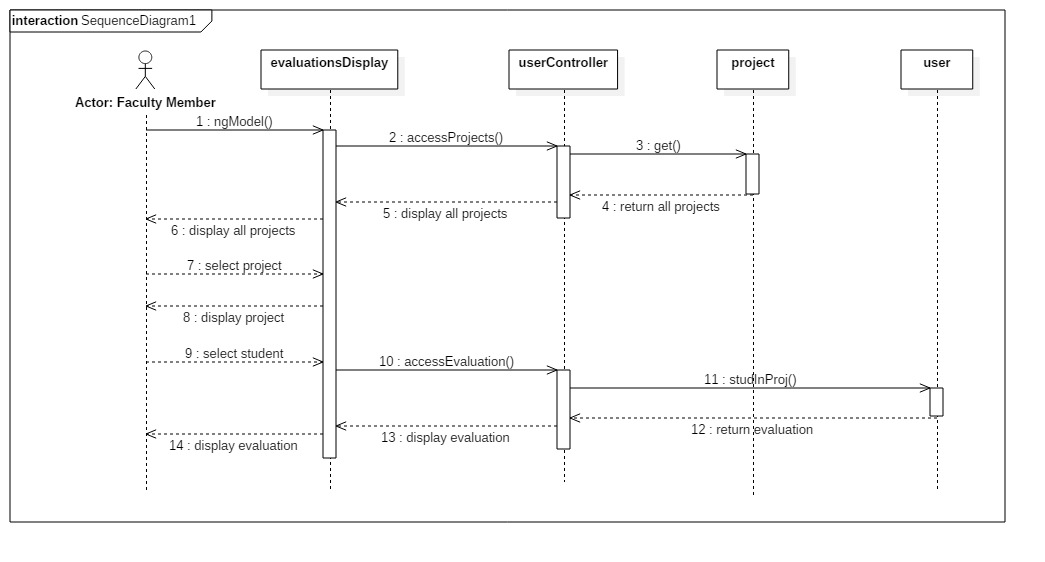 interaction SequenceDiagram1
evaluationsDisplay
userController
project
user
Actor: Faculty Member
1 : ngModel()
2 : accessProjects()
3 : get()
4 : return all projects
5 : display all projects
6 : display all projects
7 : select project
8 : display project
9 : select student
10 : accessEvaluation()
11 : studInProj()
12 : return evaluation
13 : display evaluation
14 : display evaluation